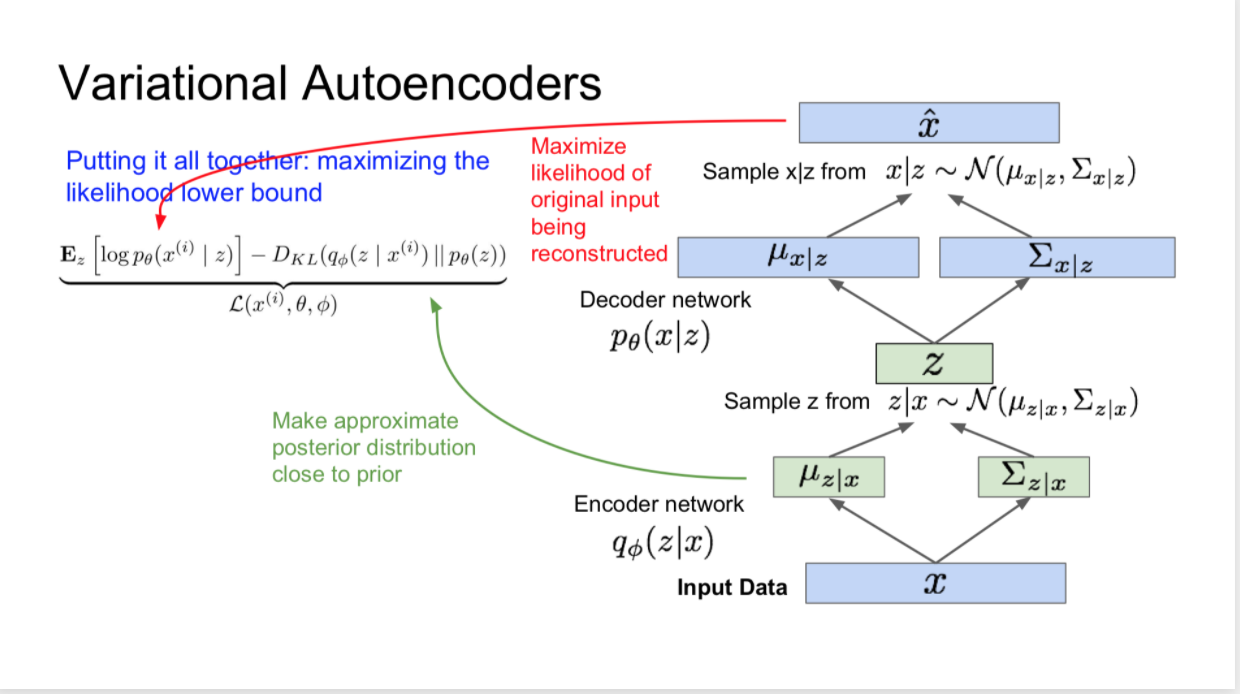 Variational Autoencoders
Putting it all together: maximizing the
likelihood lower bound
E_z [log p_θ(x^(i) | z)] − D_KL(q_φ(z | x^(i)) || p_θ(z))
ℒ(x^(i), θ, φ)
Maximize
likelihood of
original input
being
reconstructed
Make approximate
posterior distribution
close to prior
x̂
Sample x|z from x|z ∼ 𝒩(μ_x|z, Σ_x|z)
μ_x|z Σ_x|z
Decoder network
p_θ(x|z)
z
Sample z from z|x ∼ 𝒩(μ_z|x, Σ_z|x)
μ_z|x Σ_z|x
Encoder network
q_φ(z|x)
Input Data x